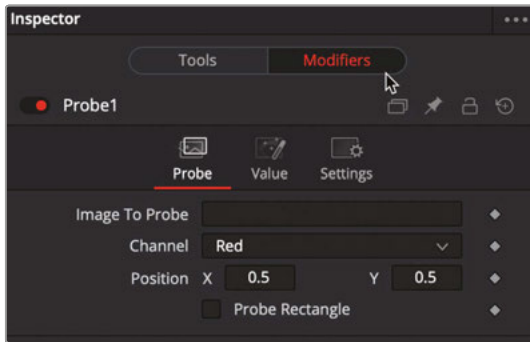 Inspector
Tools Modifiers
Probe1
Probe Value Settings
Image To Probe
Channel Red
Position X 0.5 Y 0.5
Probe Rectangle